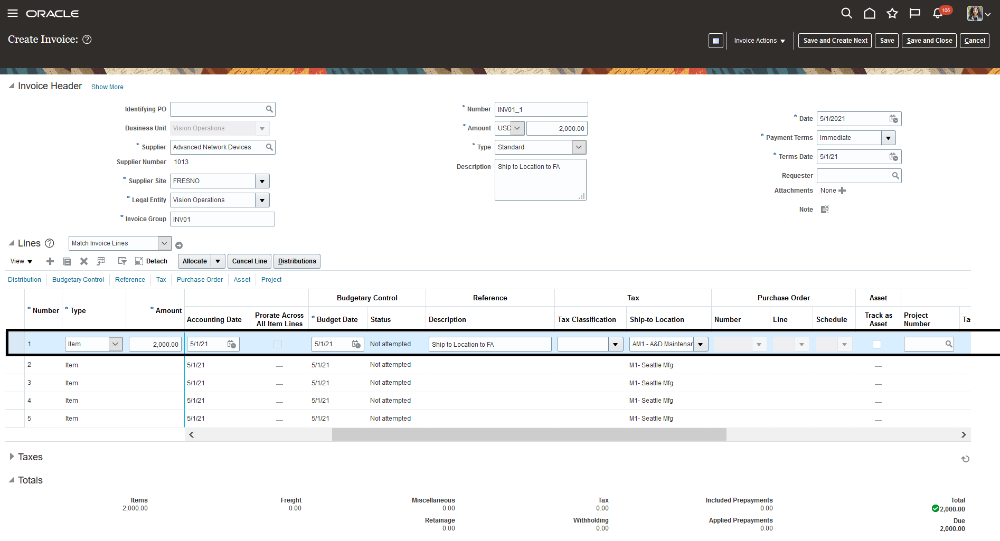 ORACLE
106
Create Invoice:
Invoice Actions
Save and Create Next
Save
Save and Close
Cancel
Invoice Header
Show More
Identifying PO
Business Unit Vision Operations
* Supplier Advanced Network Devices
Supplier Number 1013
* Supplier Site FRESNO
* Legal Entity Vision Operations
* Invoice Group INV01
* Number INV01_1
* Amount USD 2,000.00
* Type Standard
Description Ship to Location to FA
* Date 5/1/2021
* Payment Terms Immediate
* Terms Date 5/1/21
Requester
Attachments None
Note
Lines Match Invoice Lines
View Detach Allocate Cancel Line Distributions
Distribution Budgetary Control Reference Tax Purchase Order Asset Project
Budgetary Control Reference Tax Purchase Order Asset
* Number * Type * Amount Accounting Date Prorate Across All Item Lines * Budget Date Status Description Tax Classification Ship-to Location Number Line Schedule Track as Asset Project Number Ta
1 Item 2,000.00 5/1/21 5/1/21 Not attempted Ship to Location to FA AM1 - A&D Maintenan
2 Item 5/1/21 — 5/1/21 Not attempted M1- Seattle Mfg —
3 Item 5/1/21 — 5/1/21 Not attempted M1- Seattle Mfg —
4 Item 5/1/21 — 5/1/21 Not attempted M1- Seattle Mfg —
5 Item 5/1/21 — 5/1/21 Not attempted M1- Seattle Mfg —
Taxes
Totals
Items Freight Miscellaneous Tax Included Prepayments Total
2,000.00 0.00 0.00 0.00 0.00 2,000.00
Retainage Withholding Applied Prepayments Due
0.00 0.00 0.00 2,000.00